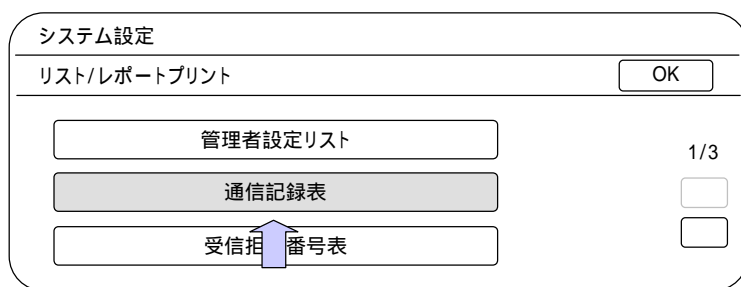 システム設定
リスト/レポートプリント
OK
管理者設定リスト
1/3
通信記録表
受信拒 番号表